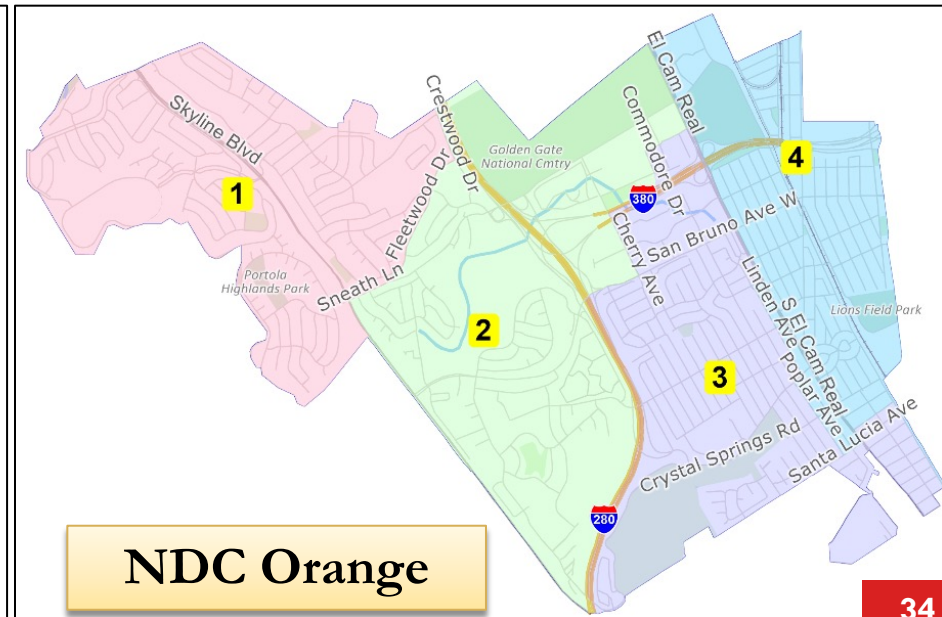 El Cam Real
Skyline Blvd
Crestwood Dr
Commodore Dr
Golden Gate
National Cmtry
4
Fleetwood Dr
1
380
San Bruno Ave W
Cherry Ave
Portola
Highlands Park
Sneath Ln
Linden Ave
S El Cam Real
Lions Field Park
2
3
Poplar Ave
Crystal Springs Rd
Santa Lucia Ave
280
NDC Orange
34